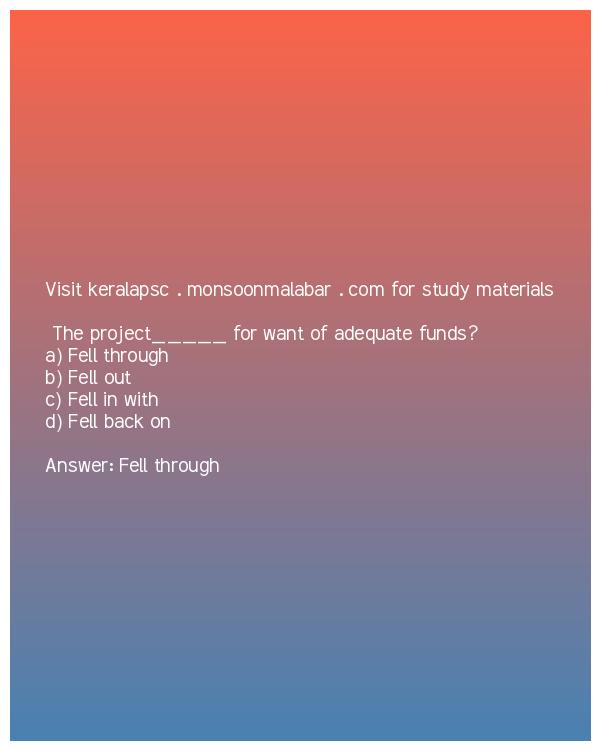 Visit keralapsc . monsoonmalabar . com for study materials
The project_____ for want of adequate funds?
a) Fell through
b) Fell out
c) Fell in with
d) Fell back on
Answer: Fell through